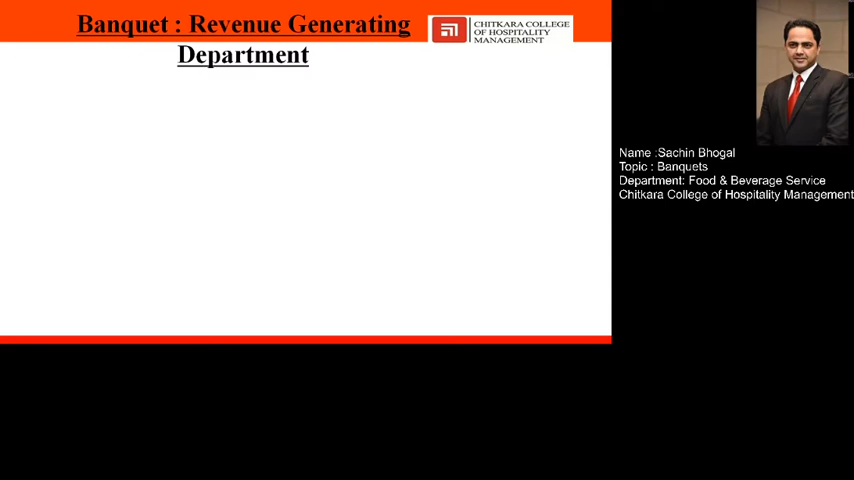 Banquet : Revenue Generating
Department
CHITKARA COLLEGE
OF HOSPITALITY
MANAGEMENT
Name :Sachin Bhogal
Topic : Banquets
Department: Food & Beverage Service
Chitkara College of Hospitality Management